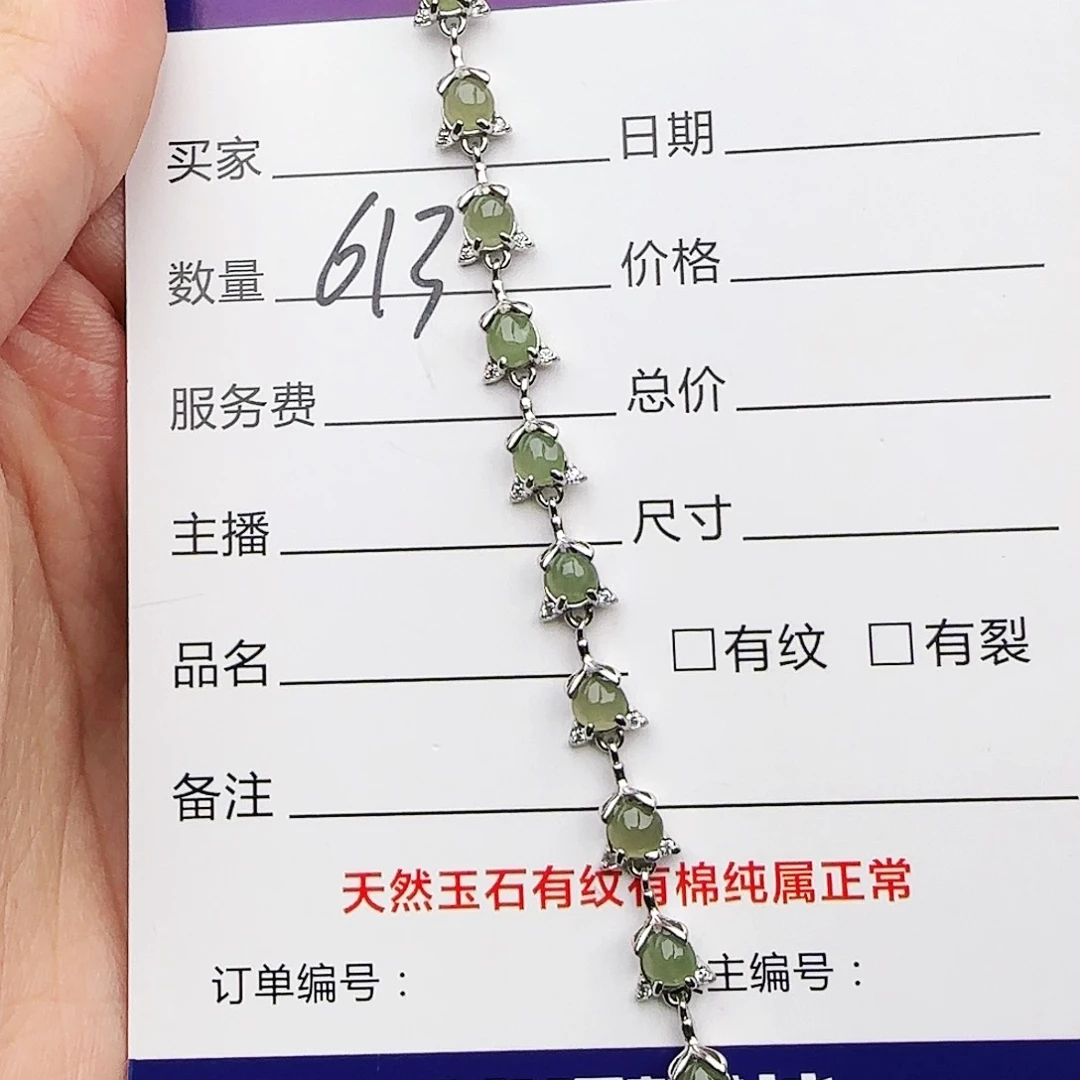 买家 日期
数量 613 价格
服务费 总价
主播 尺寸
品名 □有纹 □有裂
备注
天然玉石有纹有棉纯属正常
订单编号： 主编号：